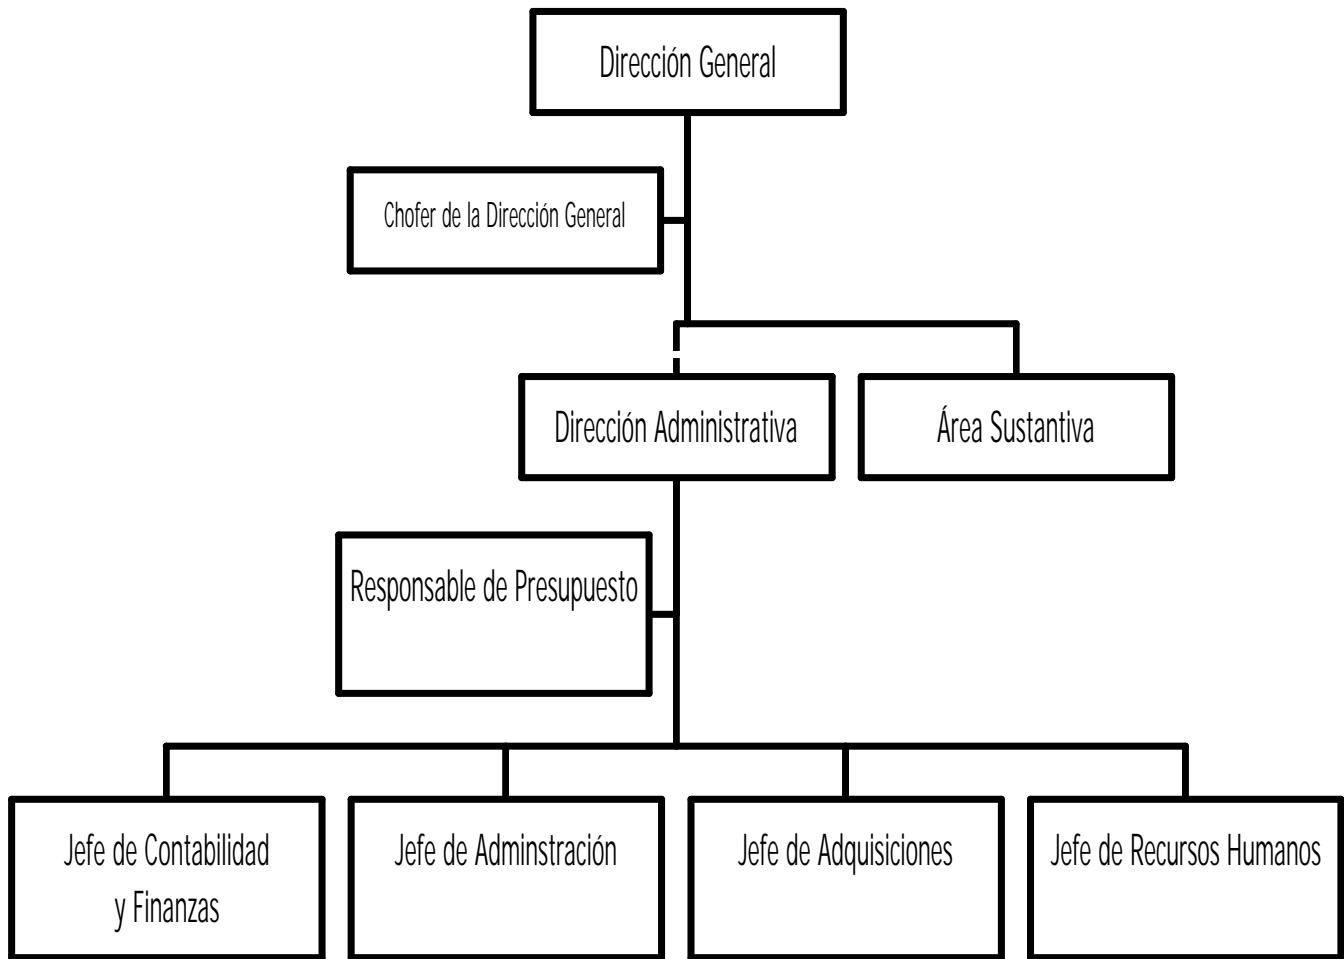 Dirección General
Chofer de la Dirección General
Dirección Administrativa
Área Sustantiva
Responsable de Presupuesto
Jefe de Contabilidad
y Finanzas
Jefe de Adminstración
Jefe de Adquisiciones
Jefe de Recursos Humanos